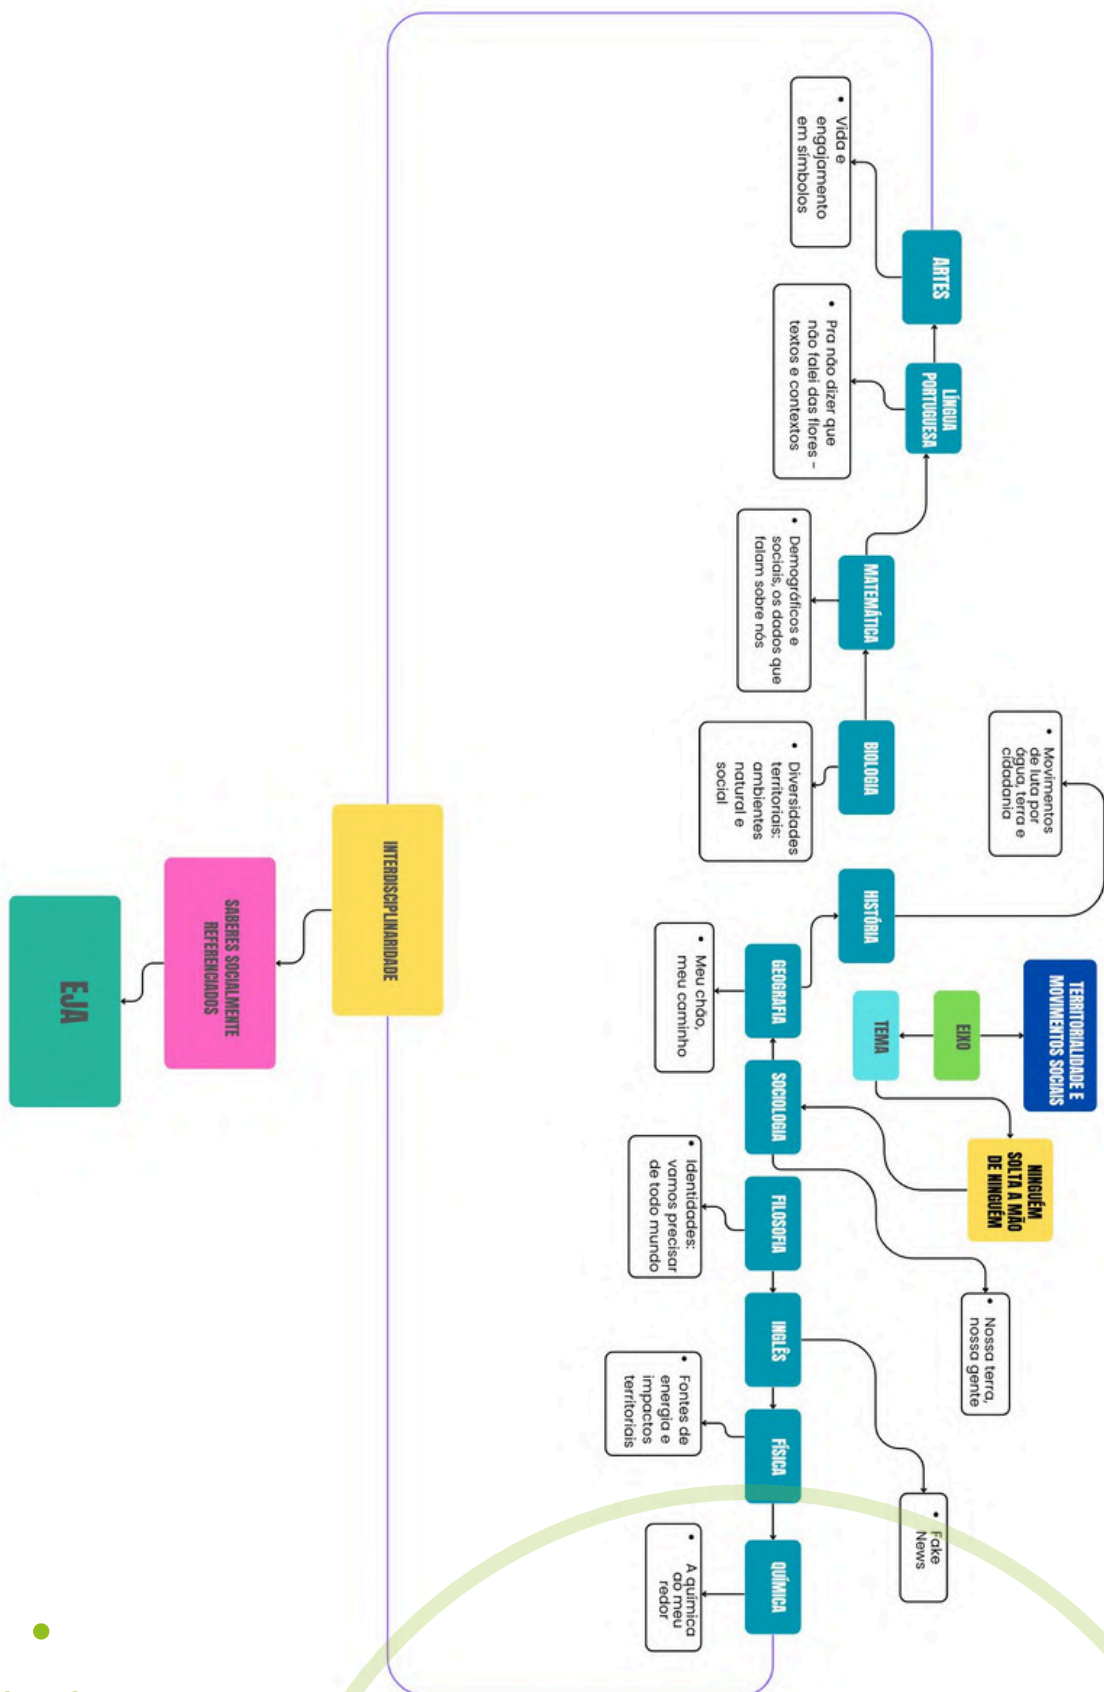 TERRITORIALIDADE E
MOVIMENTOS SOCIAIS
EIXO
TEMA
NINGUÉM
SOLTA A MÃO
DE NINGUÉM
• Movimentos
de luta por
água, terra e
cidadania
• Nossa terra,
nossa gente
• Fake
News
ARTES
LÍNGUA
PORTUGUESA
MATEMÁTICA
BIOLOGIA
HISTÓRIA
GEOGRAFIA
SOCIOLOGIA
FILOSOFIA
INGLÊS
FÍSICA
QUÍMICA
• Vida e
engajamento
em símbolos
• Pra não dizer que
não falei das flores –
textos e contextos
• Demográficos e
sociais, os dados que
falam sobre nós
• Diversidades
territoriais:
ambientes
natural e
social
• Meu chão,
meu caminho
• Identidades:
vamos precisar
de todo mundo
• Fontes de
energia e
impactos
territoriais
• A química
ao meu
redor
INTERDISCIPLINARIDADE
SABERES SOCIALMENTE
REFERENCIADOS
EJA